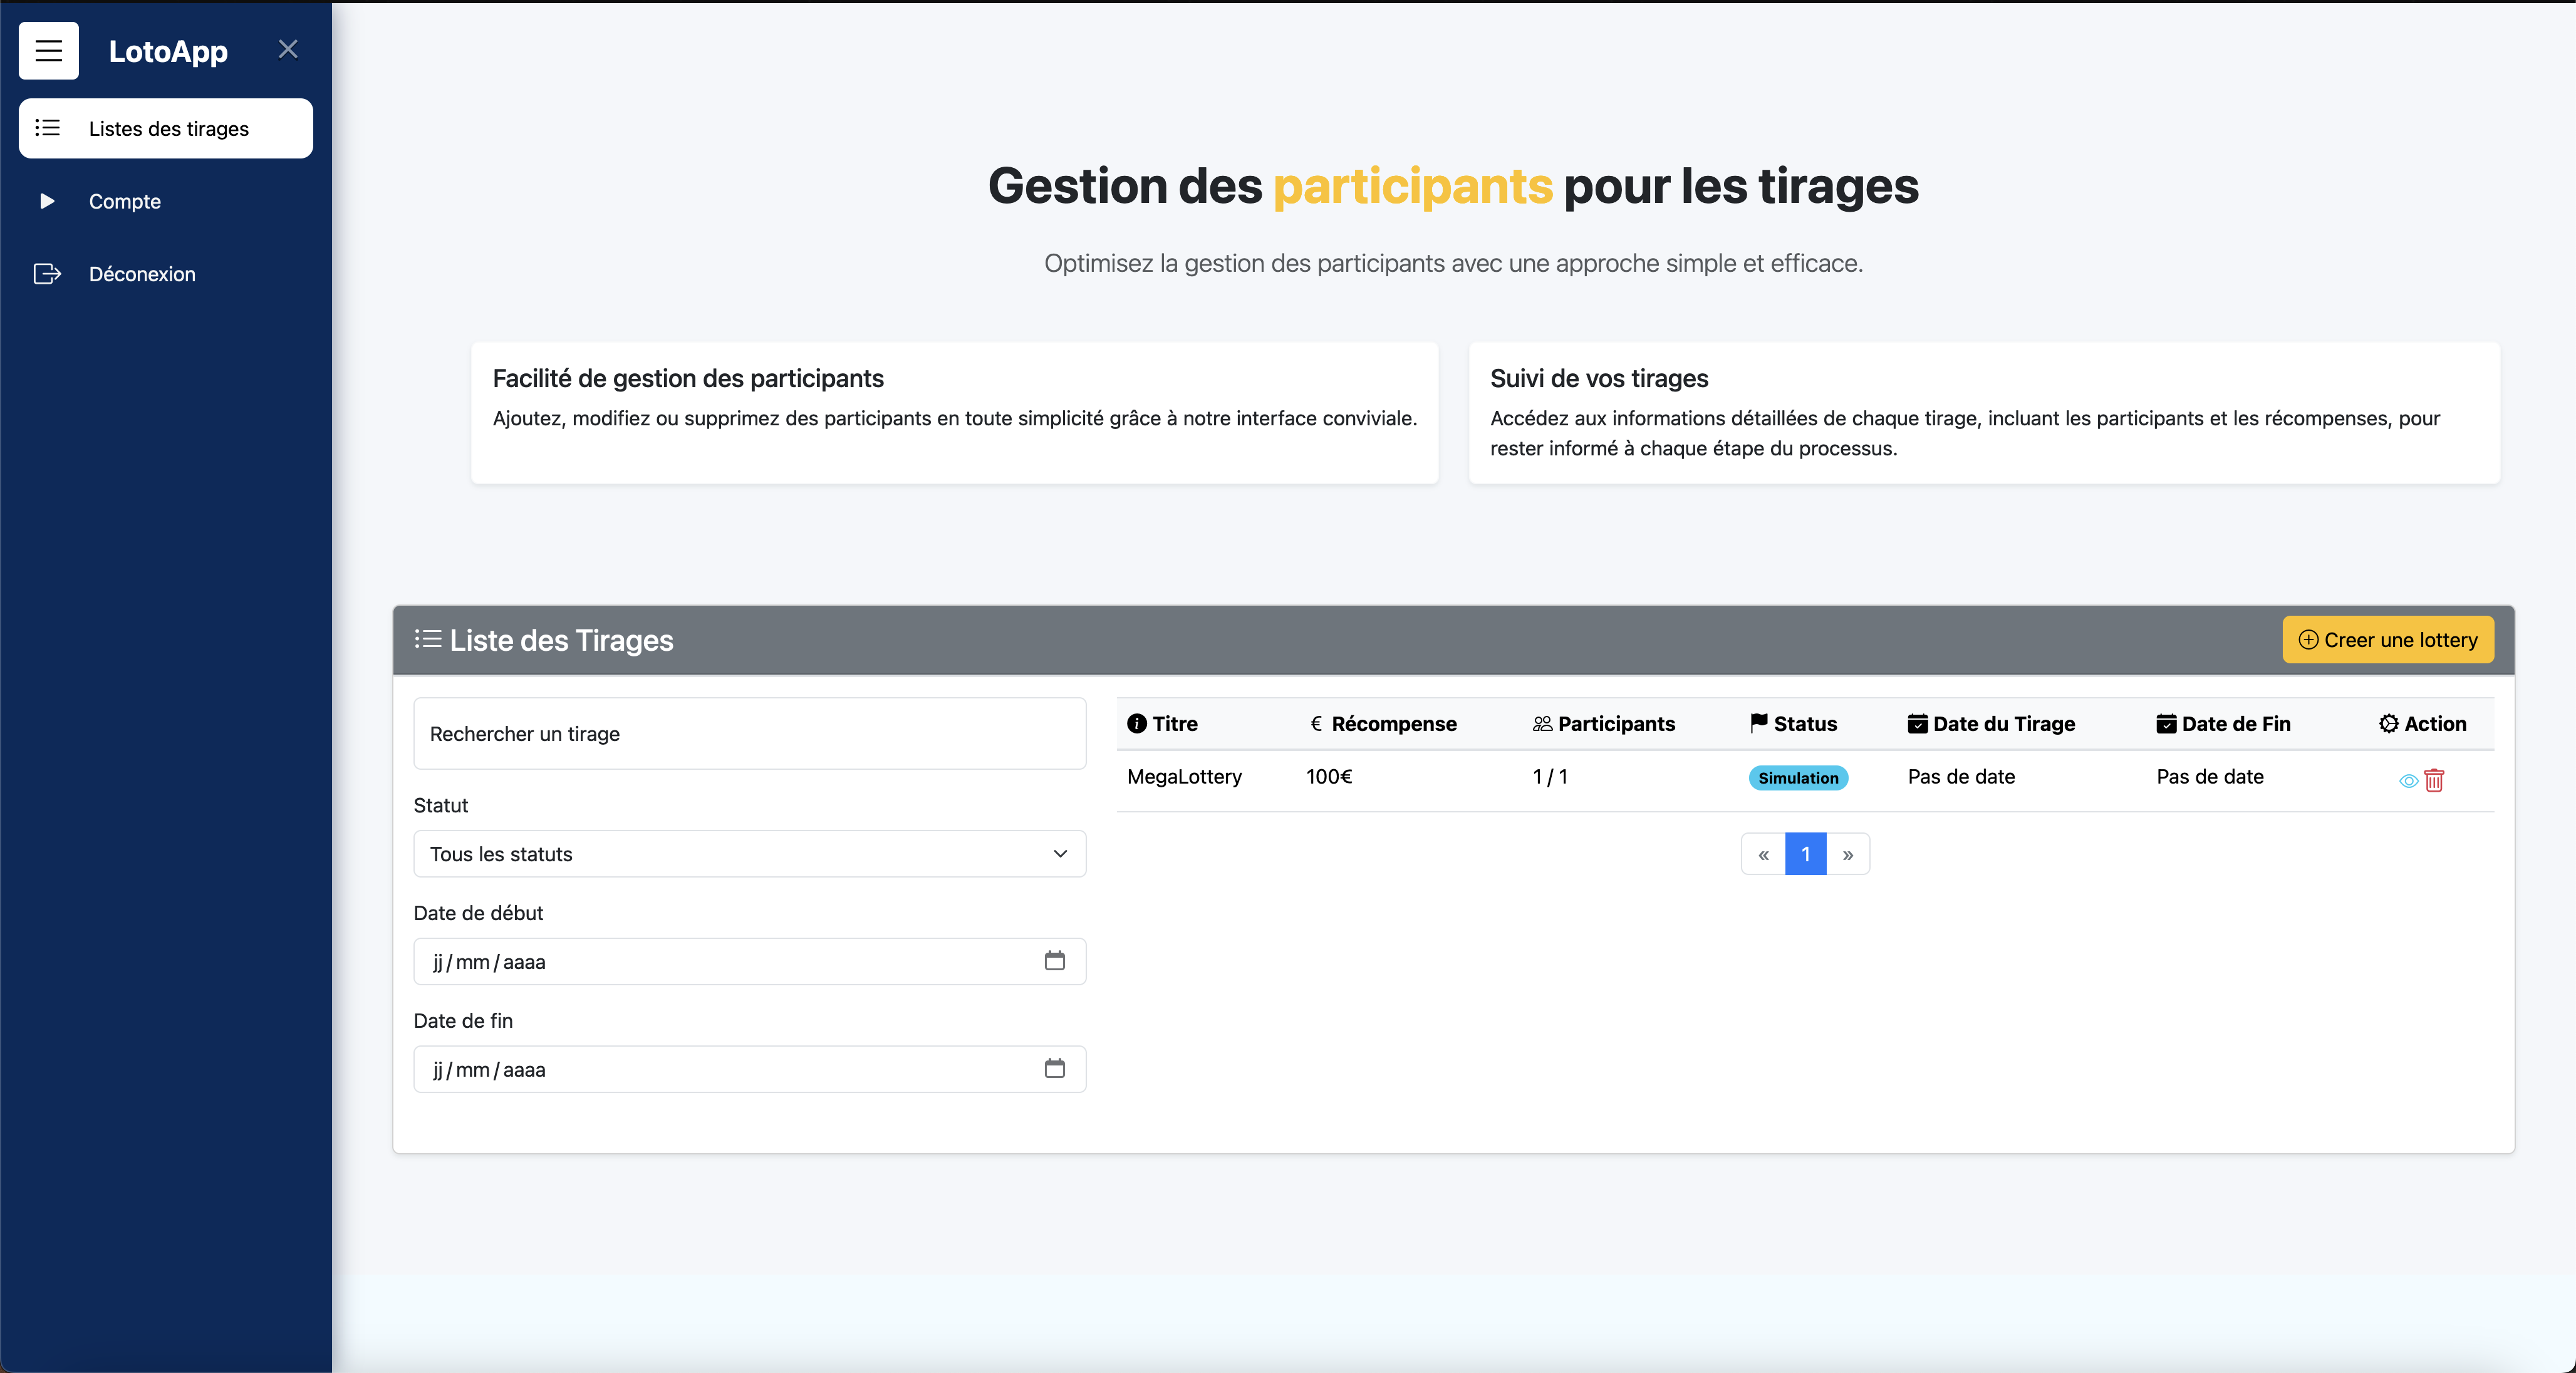 LotoApp
Listes des tirages
Compte
Déconexion
Gestion des participants pour les tirages
Optimisez la gestion des participants avec une approche simple et efficace.
Facilité de gestion des participants
Ajoutez, modifiez ou supprimez des participants en toute simplicité grâce à notre interface conviviale.
Suivi de vos tirages
Accédez aux informations détaillées de chaque tirage, incluant les participants et les récompenses, pour
rester informé à chaque étape du processus.
Liste des Tirages
Creer une lottery
Rechercher un tirage
Statut
Tous les statuts
Date de début
jj/mm/aaaa
Date de fin
jj/mm/aaaa
Titre € Récompense Participants Status Date du Tirage Date de Fin Action
MegaLottery 100€ 1 / 1 Simulation Pas de date Pas de date
« 1 »